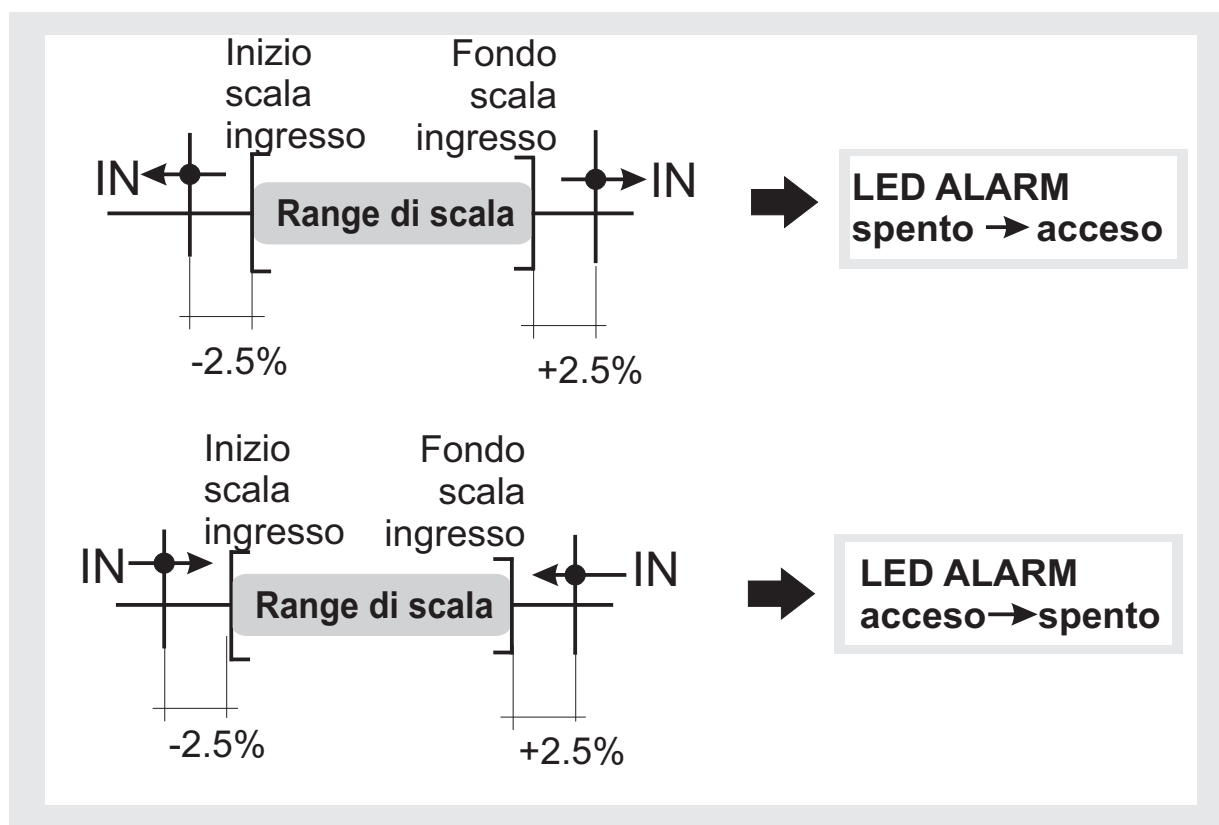 Inizio
scala
ingresso
Fondo
scala
ingresso
IN
Range di scala
IN
-2.5%
+2.5%
LED ALARM
spento → acceso
Inizio
scala
ingresso
Fondo
scala
ingresso
IN
Range di scala
IN
-2.5%
+2.5%
LED ALARM
acceso→spento